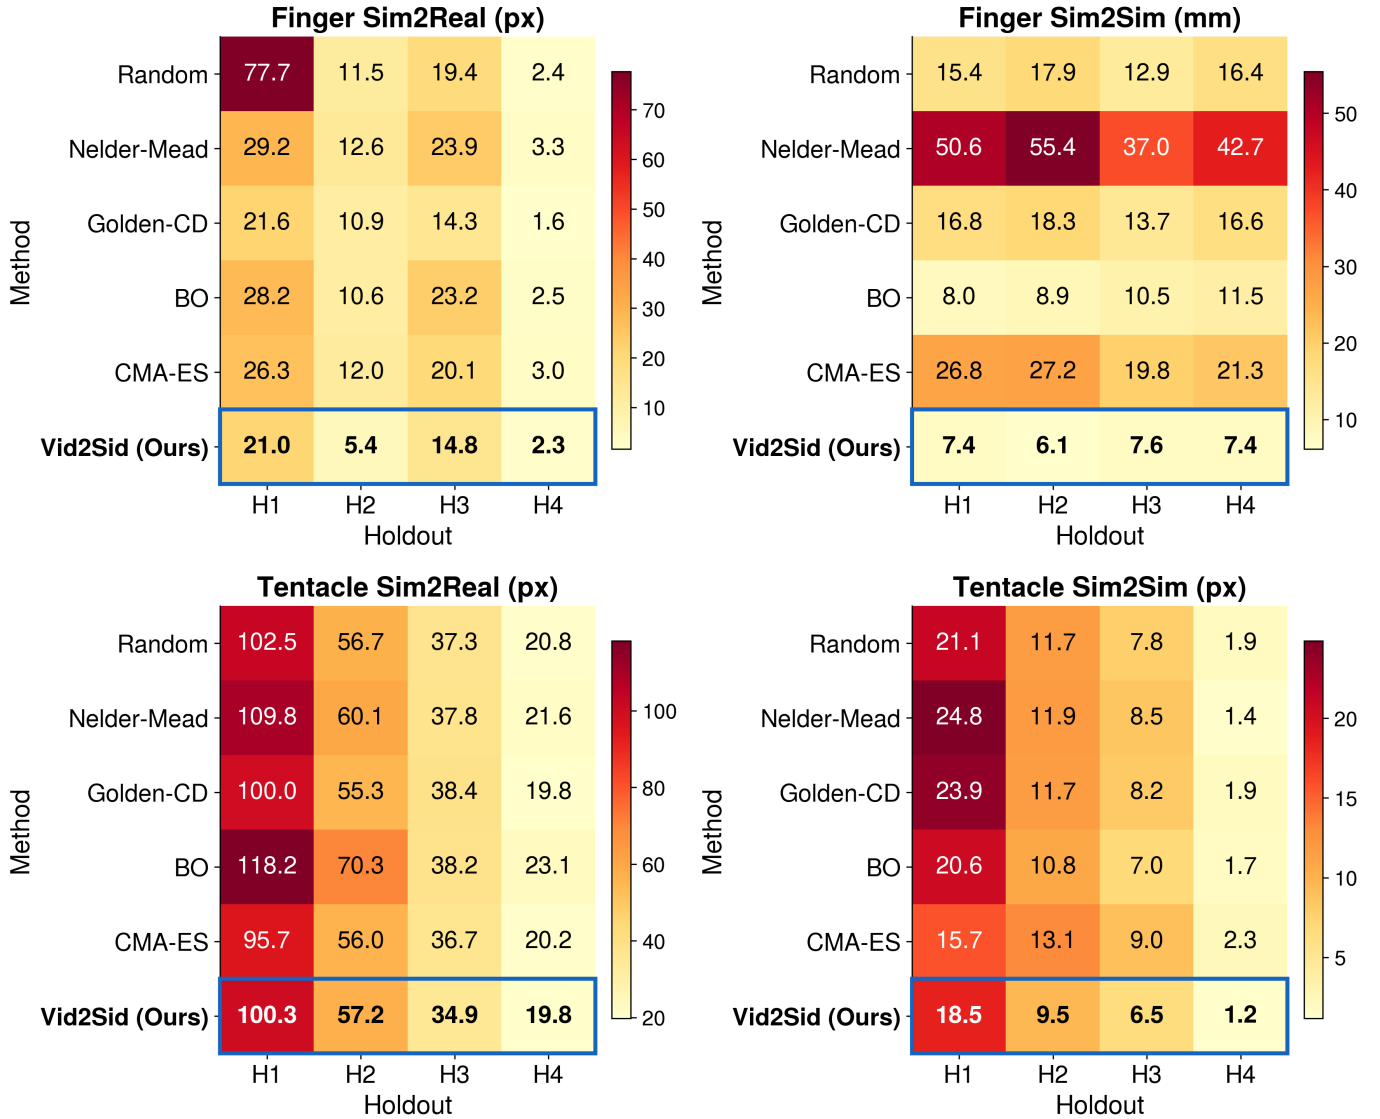 Finger Sim2Real (px)
Method
Random 77.7 11.5 19.4 2.4
Nelder-Mead 29.2 12.6 23.9 3.3
Golden-CD 21.6 10.9 14.3 1.6
BO 28.2 10.6 23.2 2.5
CMA-ES 26.3 12.0 20.1 3.0
Vid2Sid (Ours) 21.0 5.4 14.8 2.3
H1 H2 H3 H4
Holdout
70
60
50
40
30
20
10
Finger Sim2Sim (mm)
Method
Random 15.4 17.9 12.9 16.4
Nelder-Mead 50.6 55.4 37.0 42.7
Golden-CD 16.8 18.3 13.7 16.6
BO 8.0 8.9 10.5 11.5
CMA-ES 26.8 27.2 19.8 21.3
Vid2Sid (Ours) 7.4 6.1 7.6 7.4
H1 H2 H3 H4
Holdout
50
40
30
20
10
Tentacle Sim2Real (px)
Method
Random 102.5 56.7 37.3 20.8
Nelder-Mead 109.8 60.1 37.8 21.6
Golden-CD 100.0 55.3 38.4 19.8
BO 118.2 70.3 38.2 23.1
CMA-ES 95.7 56.0 36.7 20.2
Vid2Sid (Ours) 100.3 57.2 34.9 19.8
H1 H2 H3 H4
Holdout
100
80
60
40
20
Tentacle Sim2Sim (px)
Method
Random 21.1 11.7 7.8 1.9
Nelder-Mead 24.8 11.9 8.5 1.4
Golden-CD 23.9 11.7 8.2 1.9
BO 20.6 10.8 7.0 1.7
CMA-ES 15.7 13.1 9.0 2.3
Vid2Sid (Ours) 18.5 9.5 6.5 1.2
H1 H2 H3 H4
Holdout
20
15
10
5